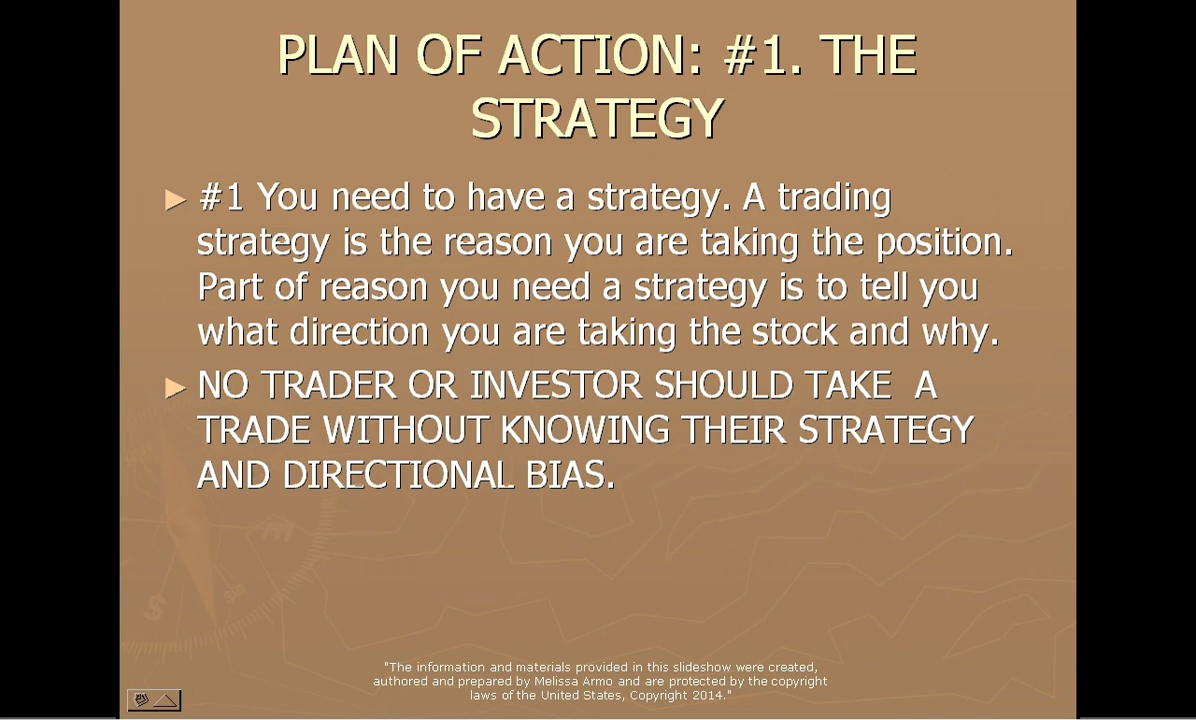 PLAN OF ACTION: #1. THE
STRATEGY
► #1 You need to have a strategy. A trading
strategy is the reason you are taking the position.
Part of reason you need a strategy is to tell you
what direction you are taking the stock and why.
► NO TRADER OR INVESTOR SHOULD TAKE  A
TRADE WITHOUT KNOWING THEIR STRATEGY
AND DIRECTIONAL BIAS.
"The information and materials provided in this slideshow were created,
authored and prepared by Melissa Armo and are protected by the copyright
laws of the United States, Copyright 2014."